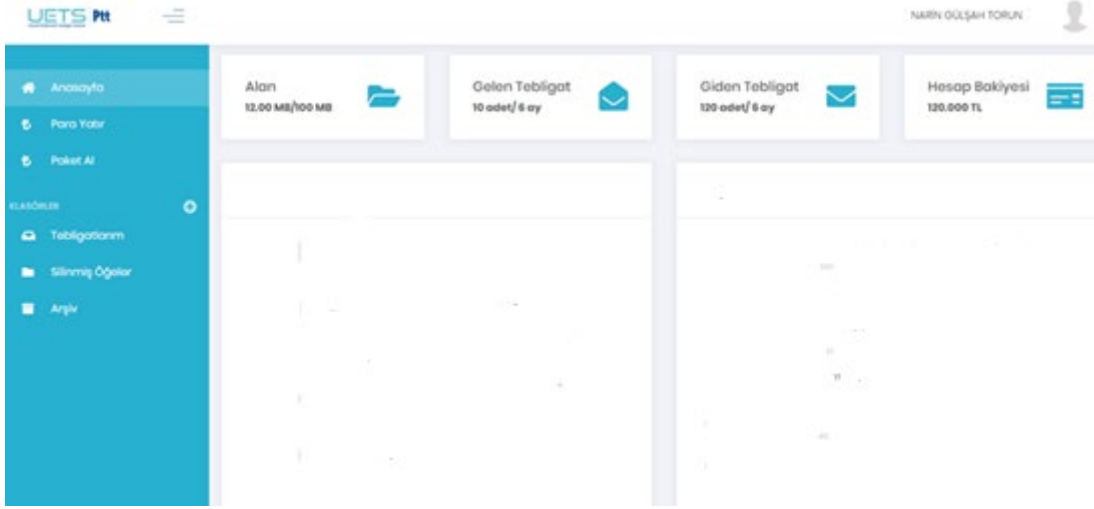 UETS Ptt
NARİN GÜLŞAH TORUN
Anasayfa
Para Yatır
Paket Al
KLASÖRLER
Tebligatlarım
Silinmiş Öğeler
Arşiv
Alan
12.00 MB/100 MB
Gelen Tebligat
10 adet/ 6 ay
Giden Tebligat
120 adet/ 6 ay
Hesap Bakiyesi
120.000 TL